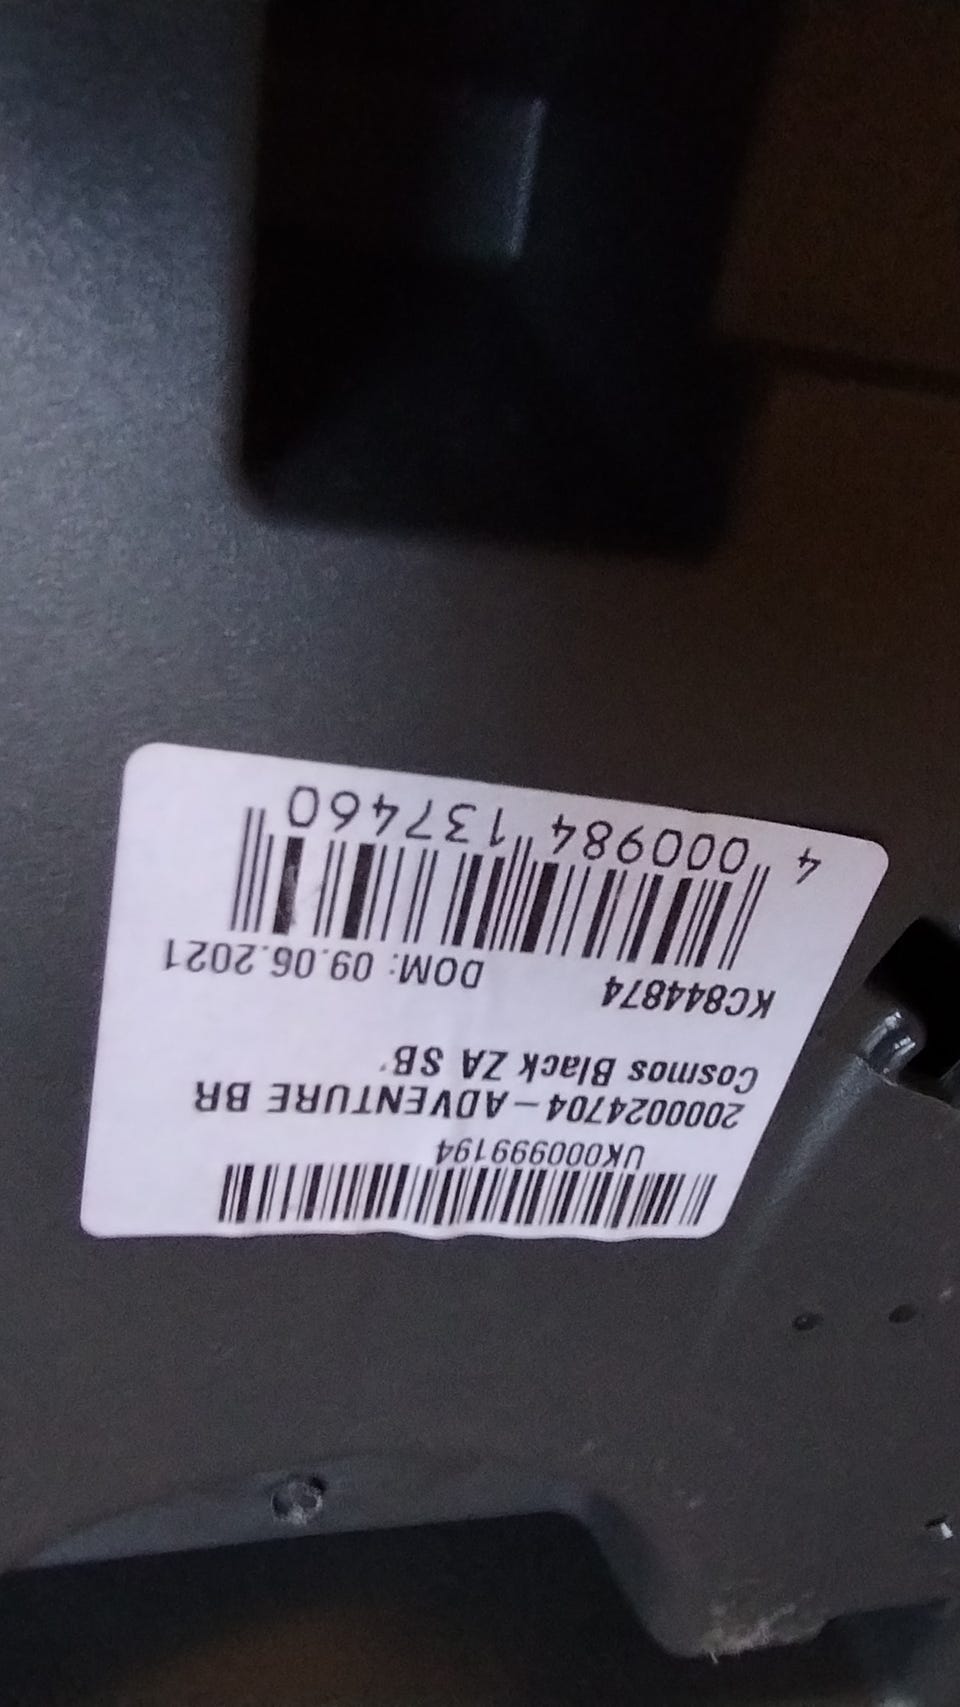 UK000999194
2000024704-ADVENTURE BR
Cosmos Black ZA SB
KC844874 DOM: 09.06.2021
4 000984 137460